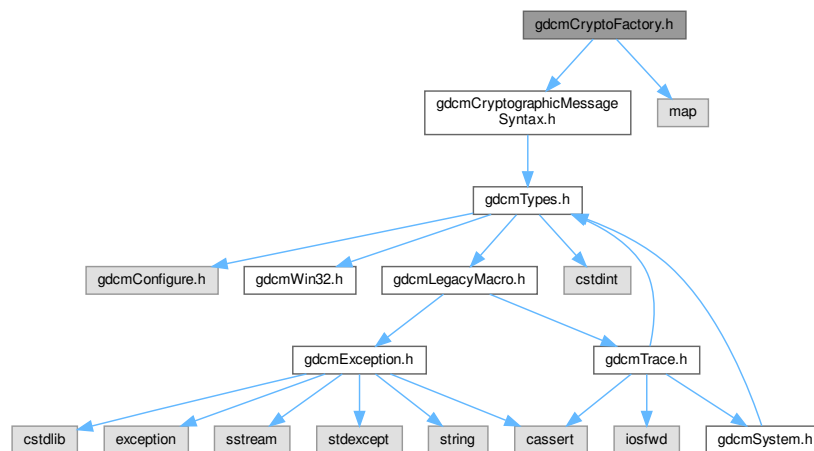 gdcmCryptoFactory.h
gdcmCryptographicMessage
Syntax.h
map
gdcmTypes.h
gdcmConfigure.h
gdcmWin32.h
gdcmLegacyMacro.h
cstdint
gdcmException.h
gdcmTrace.h
cstdlib
exception
sstream
stdexcept
string
cassert
iosfwd
gdcmSystem.h